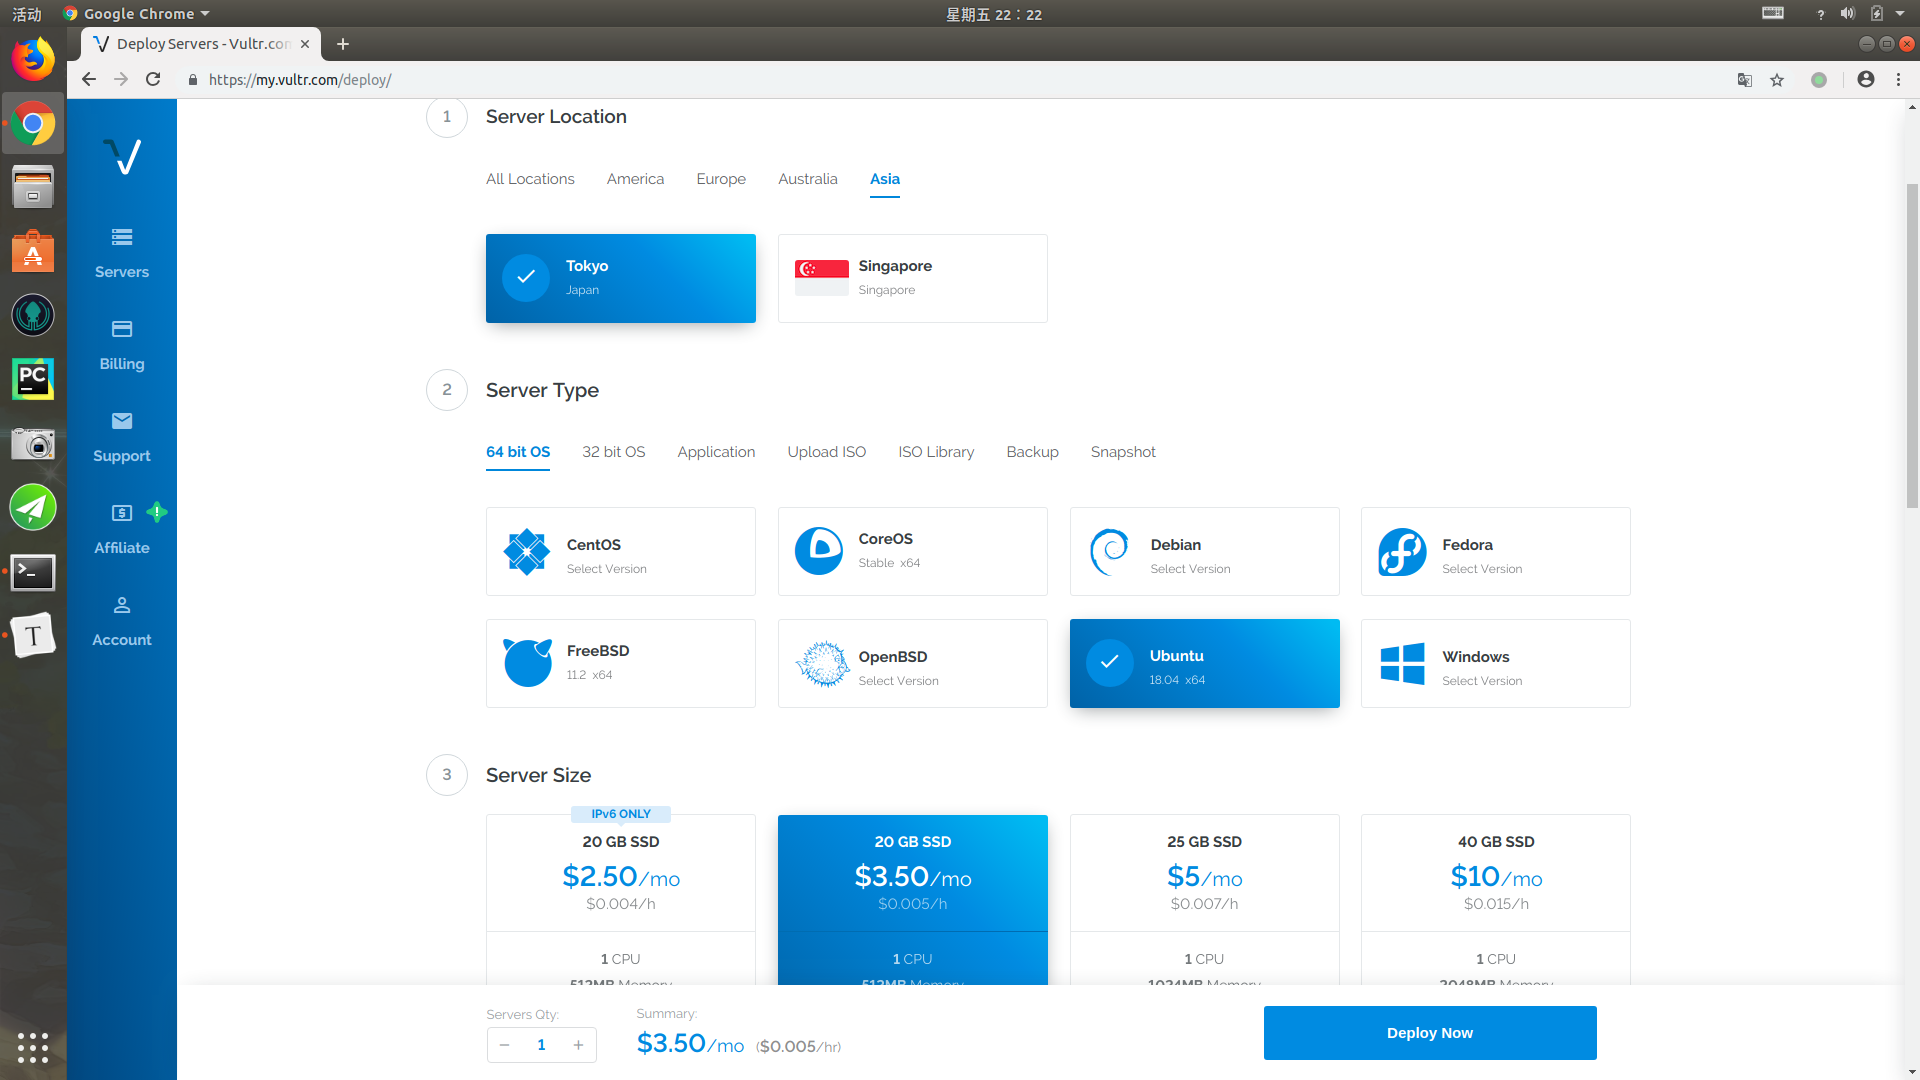 活动
Google Chrome
星期五 22：22
Deploy Servers - Vultr.com
https://my.vultr.com/deploy/
Servers
Billing
Support
Affiliate
Account
1
Server Location
All Locations America Europe Australia Asia
Tokyo
Japan
Singapore
Singapore
2
Server Type
64 bit OS 32 bit OS Application Upload ISO ISO Library Backup Snapshot
CentOS
Select Version
CoreOS
Stable x64
Debian
Select Version
Fedora
Select Version
FreeBSD
11.2 x64
OpenBSD
Select Version
Ubuntu
18.04 x64
Windows
Select Version
3
Server Size
IPv6 ONLY
20 GB SSD
$2.50/mo
$0.004/h
1 CPU
512MB Memory
20 GB SSD
$3.50/mo
$0.005/h
1 CPU
512MB Memory
25 GB SSD
$5/mo
$0.007/h
1 CPU
1024MB Memory
40 GB SSD
$10/mo
$0.015/h
1 CPU
2048MB Memory
Servers Qty:
− 1 +
Summary:
$3.50/mo ($0.005/hr)
Deploy Now
PC
T